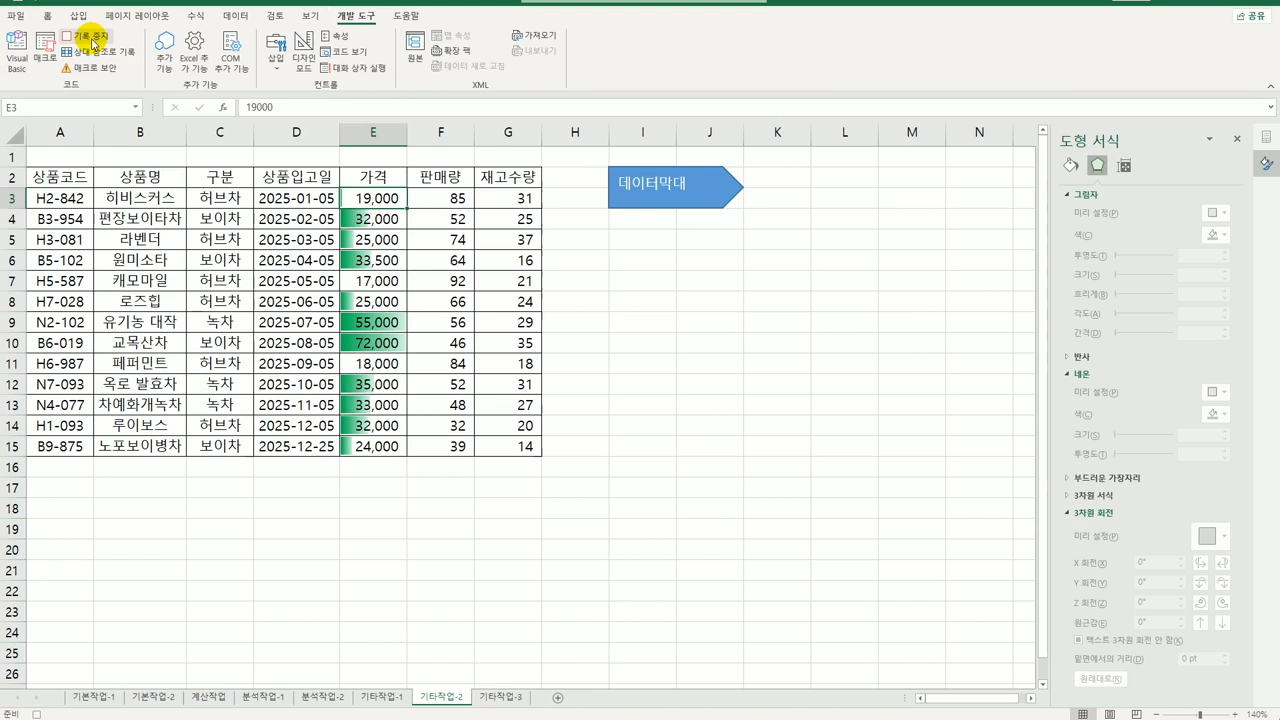 파일 홈 삽입 페이지 레이아웃 수식 데이터 검토 보기 개발 도구 도움말 공유
Visual Basic
매크로
기록 중지
상대 참조로 기록
매크로 보안
코드
추가 기능
Excel 추가 기능
COM 추가 기능
추가 기능
삽입
디자인 모드
속성
코드 보기
대화 상자 실행
컨트롤
원본
맵 속성
확장 팩
데이터 새로 고침
가져오기
내보내기
XML
E3 fx 19000
A B C D E F G H I J K L M N
1
2 상품코드 상품명 구분 상품입고일 가격 판매량 재고수량
3 H2-842 히비스커스 허브차 2025-01-05 19,000 85 31
4 B3-954 편장보이타차 보이차 2025-02-05 32,000 52 25
5 H3-081 라벤더 허브차 2025-03-05 25,000 74 37
6 B5-102 원미소타 보이차 2025-04-05 33,500 64 16
7 H5-587 캐모마일 허브차 2025-05-05 17,000 92 21
8 H7-028 로즈힙 허브차 2025-06-05 25,000 66 24
9 N2-102 유기농 대작 녹차 2025-07-05 55,000 56 29
10 B6-019 교목산차 보이차 2025-08-05 72,000 46 35
11 H6-987 페퍼민트 허브차 2025-09-05 18,000 84 18
12 N7-093 옥로 발효차 녹차 2025-10-05 35,000 52 31
13 N4-077 차예화개녹차 녹차 2025-11-05 33,000 48 27
14 H1-093 루이보스 허브차 2025-12-05 32,000 32 20
15 B9-875 노포보이병차 보이차 2025-12-25 24,000 39 14
16
17
18
19
20
21
22
23
24
25
26
데이터막대
도형 서식
그림자
미리 설정(P)
색(C)
투명도(T)
크기(S)
흐리게(B)
각도(A)
간격(D)
반사
네온
미리 설정(P)
색(C)
크기(S)
투명도(T)
부드러운 가장자리
3차원 서식
3차원 회전
미리 설정(P)
X 회전(X) 0°
Y 회전(Y) 0°
Z 회전(Z) 0°
원근감(E) 0°
텍스트 3차원 회전 안 함(K)
밑면에서의 거리(D) 0 pt
원래대로(R)
기본작업-1 기본작업-2 계산작업 분석작업-1 분석작업-2 기타작업-1 기타작업-2 기타작업-3
준비 140%